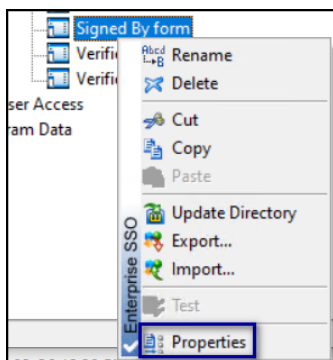 Signed By form
Verifi
Verifi
ser Access
ram Data
Abcd
B
Rename
Delete
Cut
Copy
Paste
Update Directory
Export...
Import...
Test
Properties
Enterprise SSO